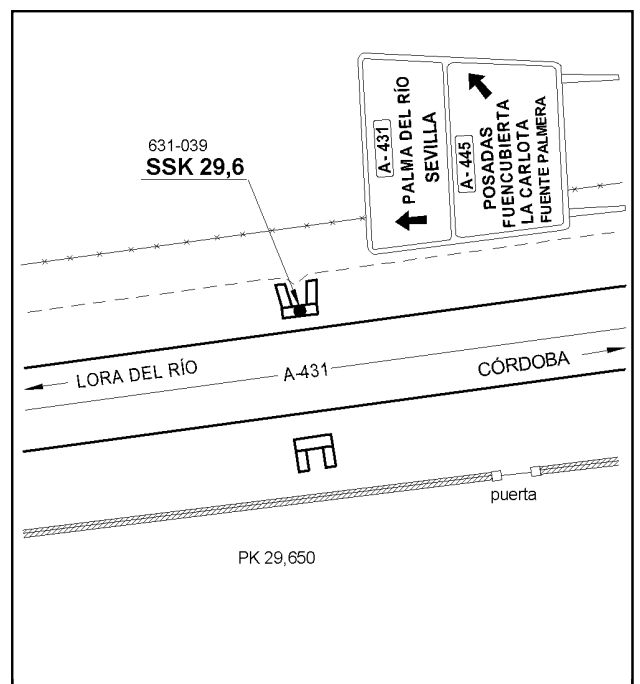 631-039
SSK 29,6
A-431
PALMA DEL RÍO
SEVILLA
A-445
POSADAS
FUENCUBIERTA
LA CARLOTA
FUENTE PALMERA
LORA DEL RÍO
A-431
CÓRDOBA
puerta
PK 29,650